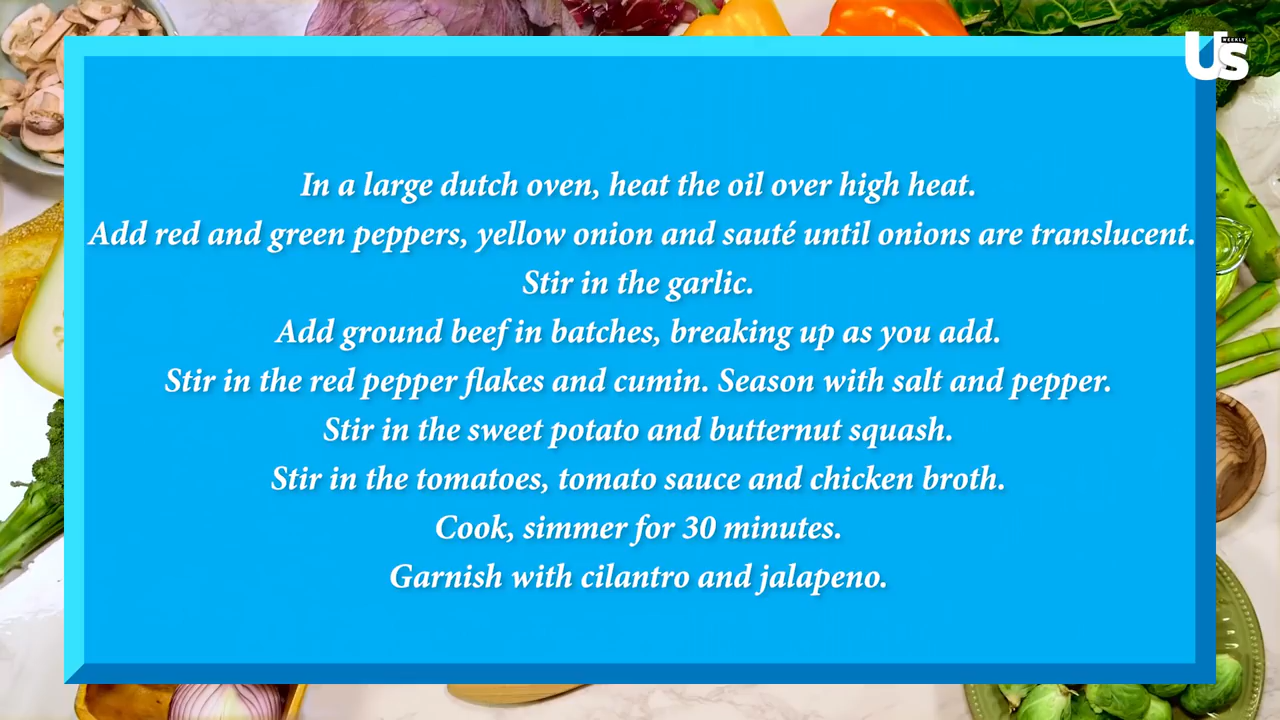 Us
WEEKLY
In a large dutch oven, heat the oil over high heat.
Add red and green peppers, yellow onion and sauté until onions are translucent.
Stir in the garlic.
Add ground beef in batches, breaking up as you add.
Stir in the red pepper flakes and cumin. Season with salt and pepper.
Stir in the sweet potato and butternut squash.
Stir in the tomatoes, tomato sauce and chicken broth.
Cook, simmer for 30 minutes.
Garnish with cilantro and jalapeno.